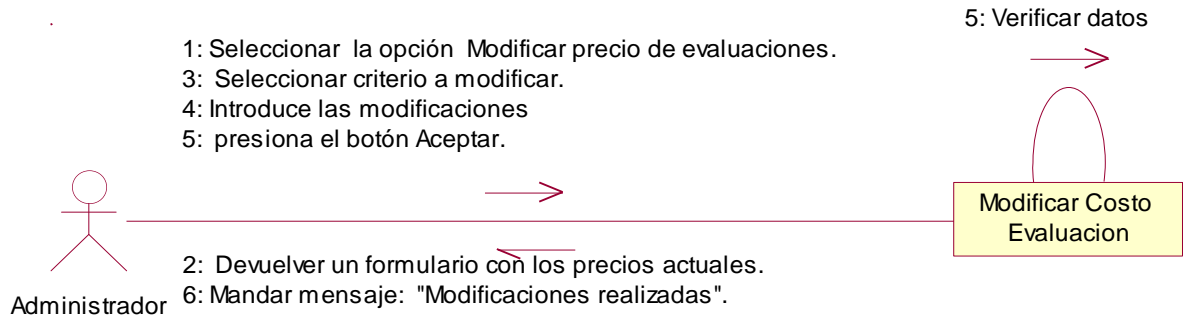 5: Verificar datos
1: Seleccionar la opción Modificar precio de evaluaciones.
3: Seleccionar criterio a modificar.
4: Introduce las modificaciones
5: presiona el botón Aceptar.
Modificar Costo
Evaluacion
2: Devuelver un formulario con los precios actuales.
6: Mandar mensaje: "Modificaciones realizadas".
Administrador